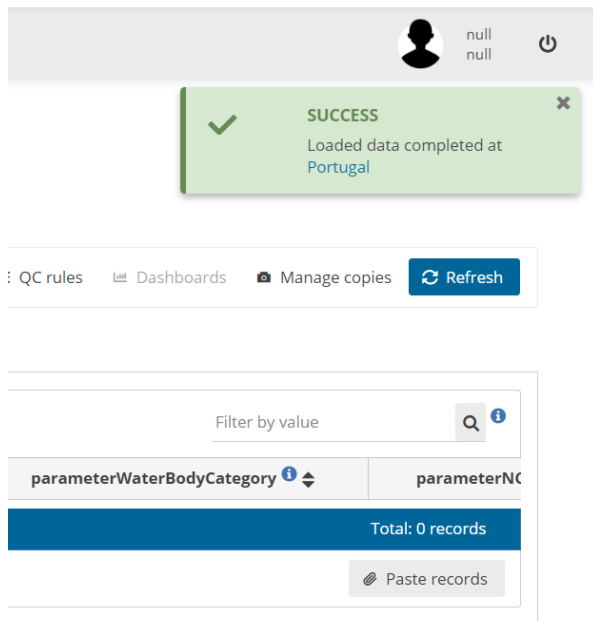 null
null
SUCCESS
Loaded data completed at
Portugal
QC rules Dashboards Manage copies Refresh
Filter by value
parameterWaterBodyCategory parameterNC
Total: 0 records
Paste records